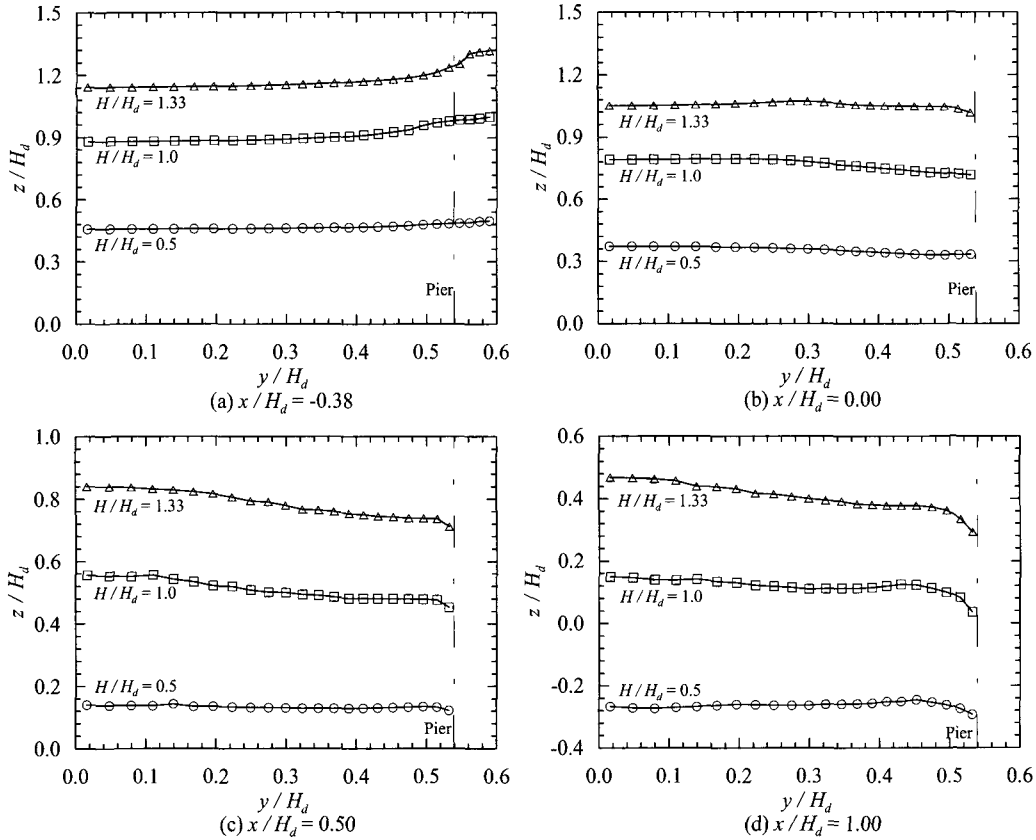 1.5
1.2
0.9
0.6
0.3
0.0
z / H_d
H / H_d = 1.33
H / H_d = 1.0
H / H_d = 0.5
Pier
0.0 0.1 0.2 0.3 0.4 0.5 0.6
y / H_d
(a) x / H_d = -0.38
1.5
1.2
0.9
0.6
0.3
0.0
z / H_d
H / H_d = 1.33
H / H_d = 1.0
H / H_d = 0.5
Pier
0.0 0.1 0.2 0.3 0.4 0.5 0.6
y / H_d
(b) x / H_d = 0.00
1.0
0.8
0.6
0.4
0.2
0.0
z / H_d
H / H_d = 1.33
H / H_d = 1.0
H / H_d = 0.5
Pier
0.0 0.1 0.2 0.3 0.4 0.5 0.6
y / H_d
(c) x / H_d = 0.50
0.6
0.4
0.2
0.0
-0.2
-0.4
z / H_d
H / H_d = 1.33
H / H_d = 1.0
H / H_d = 0.5
Pier
0.0 0.1 0.2 0.3 0.4 0.5 0.6
y / H_d
(d) x / H_d = 1.00